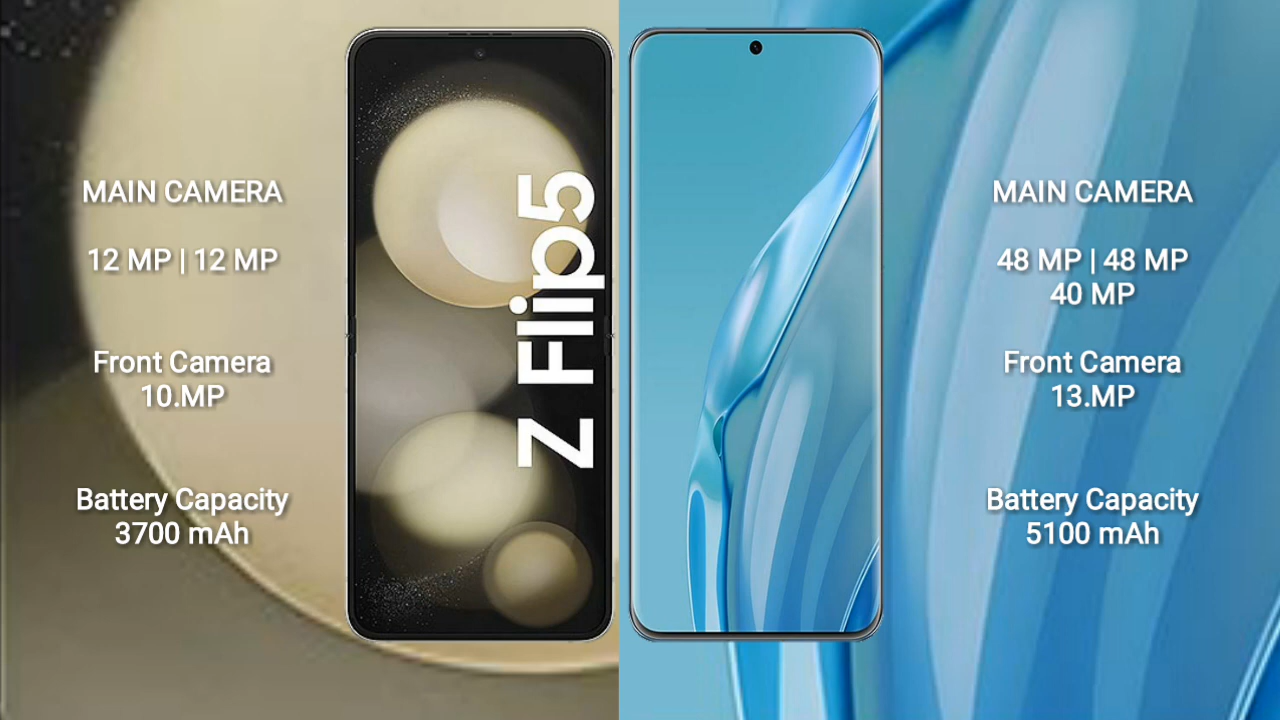 MAIN CAMERA
12 MP | 12 MP
Front Camera
10.MP
Battery Capacity
3700 mAh
Z Flip5
MAIN CAMERA
48 MP | 48 MP
40 MP
Front Camera
13.MP
Battery Capacity
5100 mAh